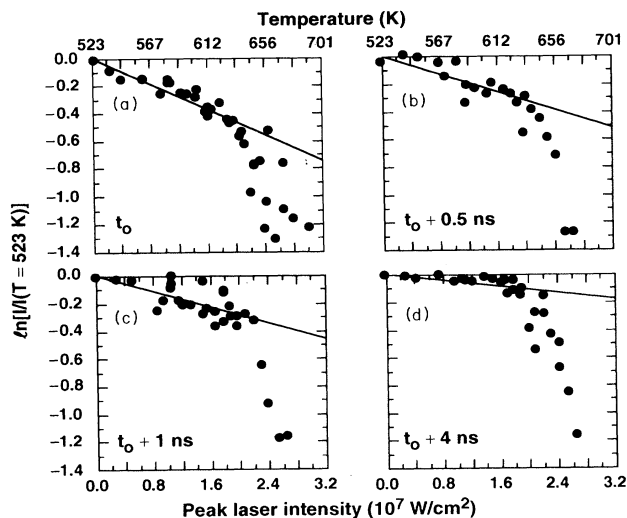 Temperature (K)
523 567 612 656 701 523 567 612 656 701
0.0
−0.2
−0.4
−0.6
−0.8
−1.0
−1.2
−1.4
(a)
t₀
(b)
t₀ + 0.5 ns
ℓn[I/I(T = 523 K)]
0.0
−0.2
−0.4
−0.6
−0.8
−1.0
−1.2
−1.4
(c)
t₀ + 1 ns
(d)
t₀ + 4 ns
0.0 0.8 1.6 2.4 3.2 0.0 0.8 1.6 2.4 3.2
Peak laser intensity (10⁷ W/cm²)